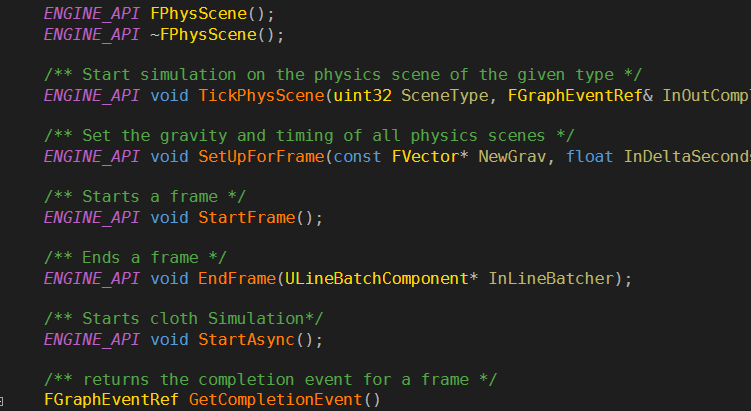 ENGINE_API FPhysScene();
ENGINE_API ~FPhysScene();
/** Start simulation on the physics scene of the given type */
ENGINE_API void TickPhysScene(uint32 SceneType, FGraphEventRef& InOutCompl
/** Set the gravity and timing of all physics scenes */
ENGINE_API void SetUpForFrame(const FVector* NewGrav, float InDeltaSeconds
/** Starts a frame */
ENGINE_API void StartFrame();
/** Ends a frame */
ENGINE_API void EndFrame(ULineBatchComponent* InLineBatcher);
/** Starts cloth Simulation*/
ENGINE_API void StartAsync();
/** returns the completion event for a frame */
FGraphEventRef GetCompletionEvent()